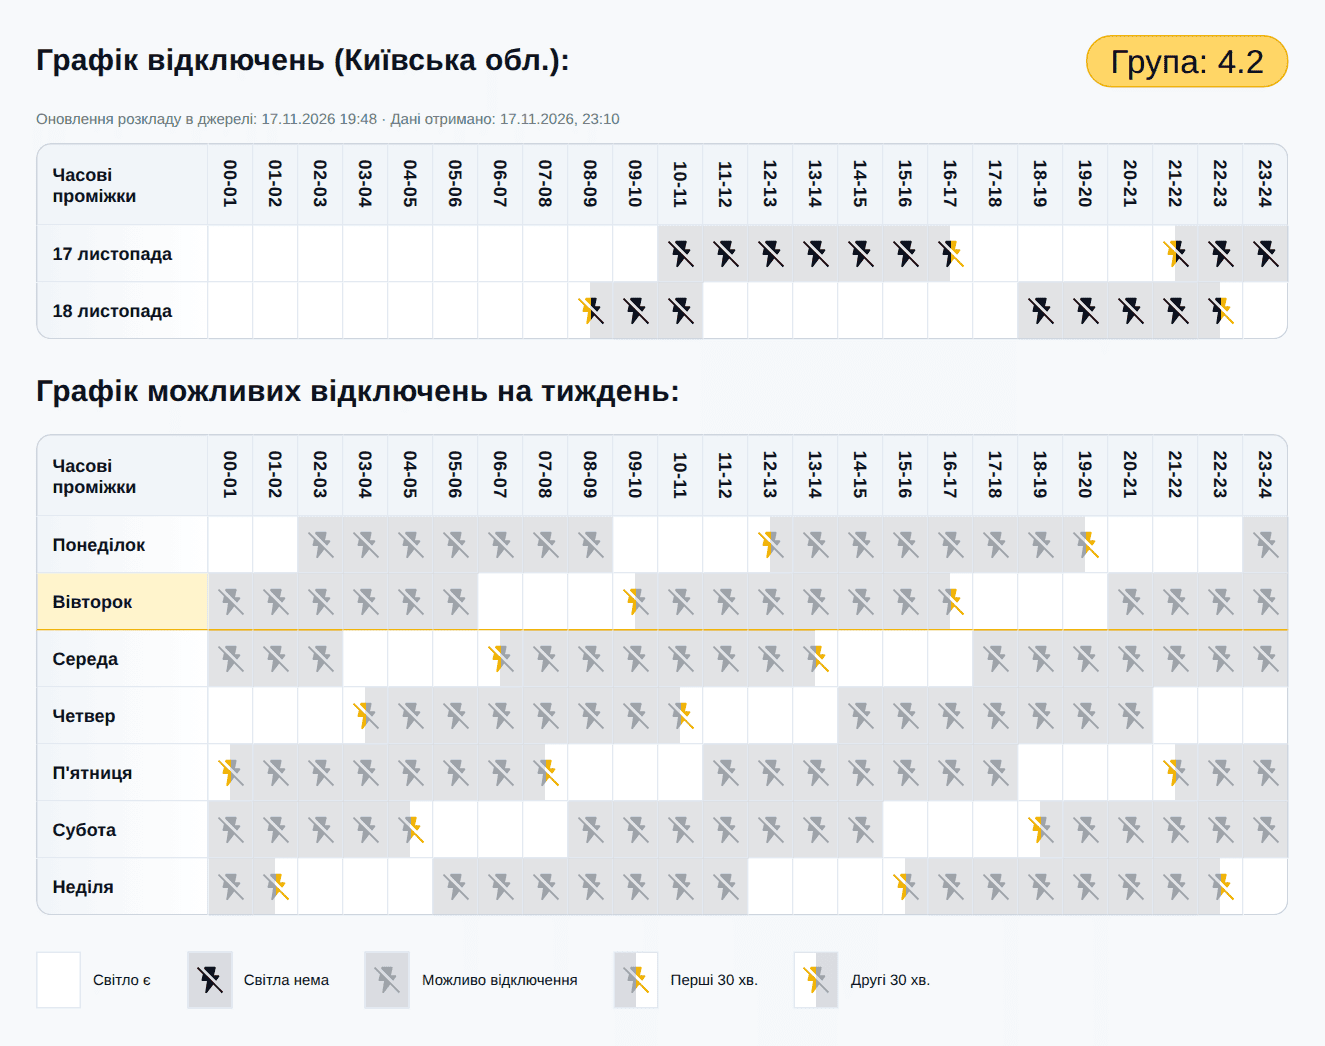 Графік відключень (Київська обл.):
Група: 4.2
Оновлення розкладу в джерелі: 17.11.2026 19:48 · Дані отримано: 17.11.2026, 23:10
Часові проміжки 00-01 01-02 02-03 03-04 04-05 05-06 06-07 07-08 08-09 09-10 10-11 11-12 12-13 13-14 14-15 15-16 16-17 17-18 18-19 19-20 20-21 21-22 22-23 23-24
17 листопада
18 листопада
Графік можливих відключень на тиждень:
Часові проміжки 00-01 01-02 02-03 03-04 04-05 05-06 06-07 07-08 08-09 09-10 10-11 11-12 12-13 13-14 14-15 15-16 16-17 17-18 18-19 19-20 20-21 21-22 22-23 23-24
Понеділок
Вівторок
Середа
Четвер
П'ятниця
Субота
Неділя
Світло є Світла нема Можливо відключення Перші 30 хв. Другі 30 хв.